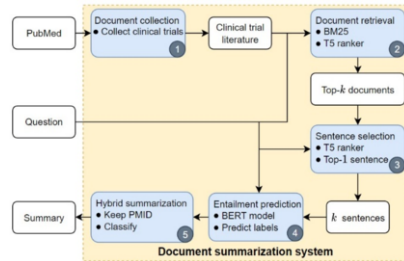 PubMed
Document collection
• Collect clinical trials
1
Clinical trial
literature
Document retrieval
• BM25
• T5 ranker
2
Top-k documents
Question
Sentence selection
• T5 ranker
• Top-1 sentence
3
Summary
Hybrid summarization
• Keep PMID
• Classify
5
Entailment prediction
• BERT model
• Predict labels
4
k sentences
Document summarization system